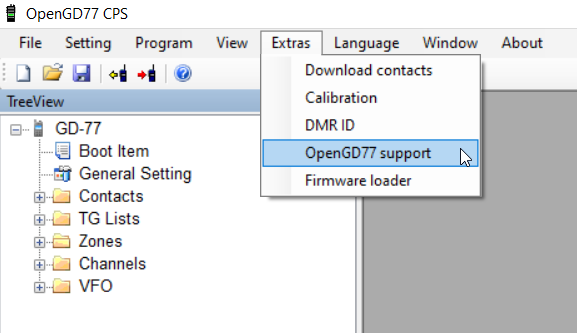 OpenGD77 CPS
File Setting Program View Extras Language Window About
TreeView
Download contacts
Calibration
DMR ID
OpenGD77 support
Firmware loader
GD-77
Boot Item
General Setting
Contacts
TG Lists
Zones
Channels
VFO